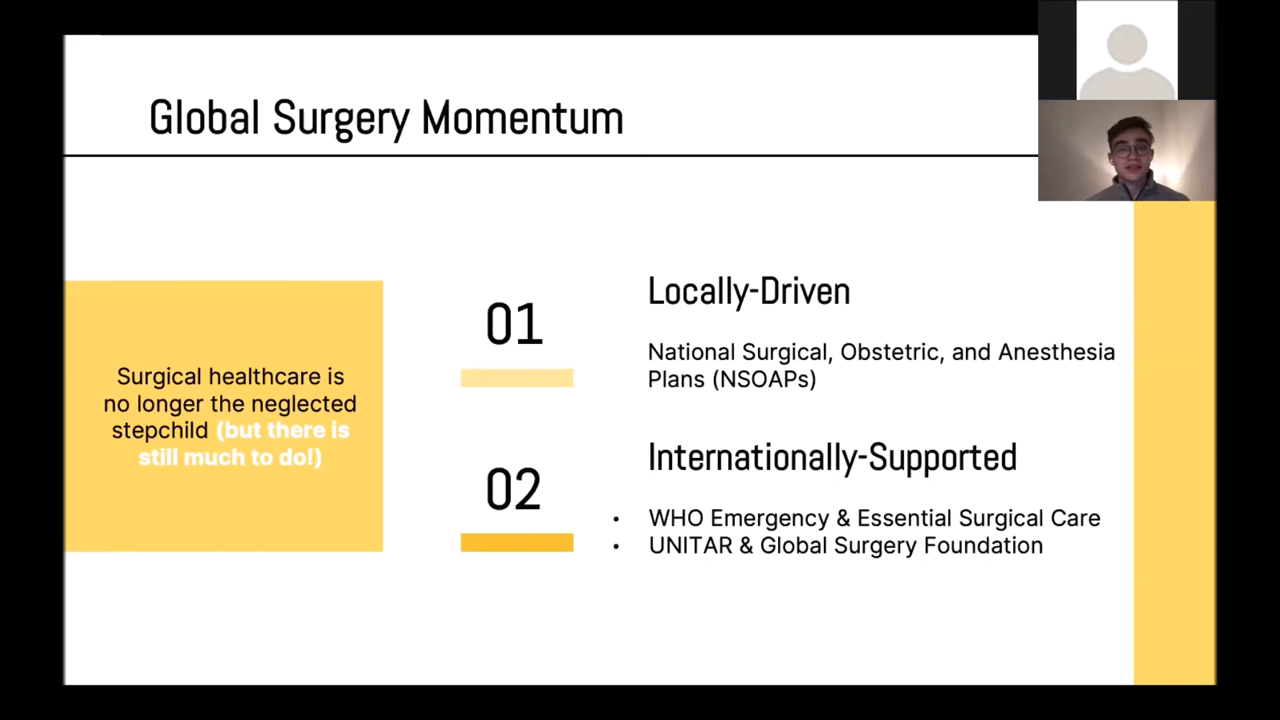 Global Surgery Momentum
Surgical healthcare is
no longer the neglected
stepchild (but there is
still much to do!)
01
Locally-Driven
National Surgical, Obstetric, and Anesthesia
Plans (NSOAPs)
02
Internationally-Supported
• WHO Emergency & Essential Surgical Care
• UNITAR & Global Surgery Foundation